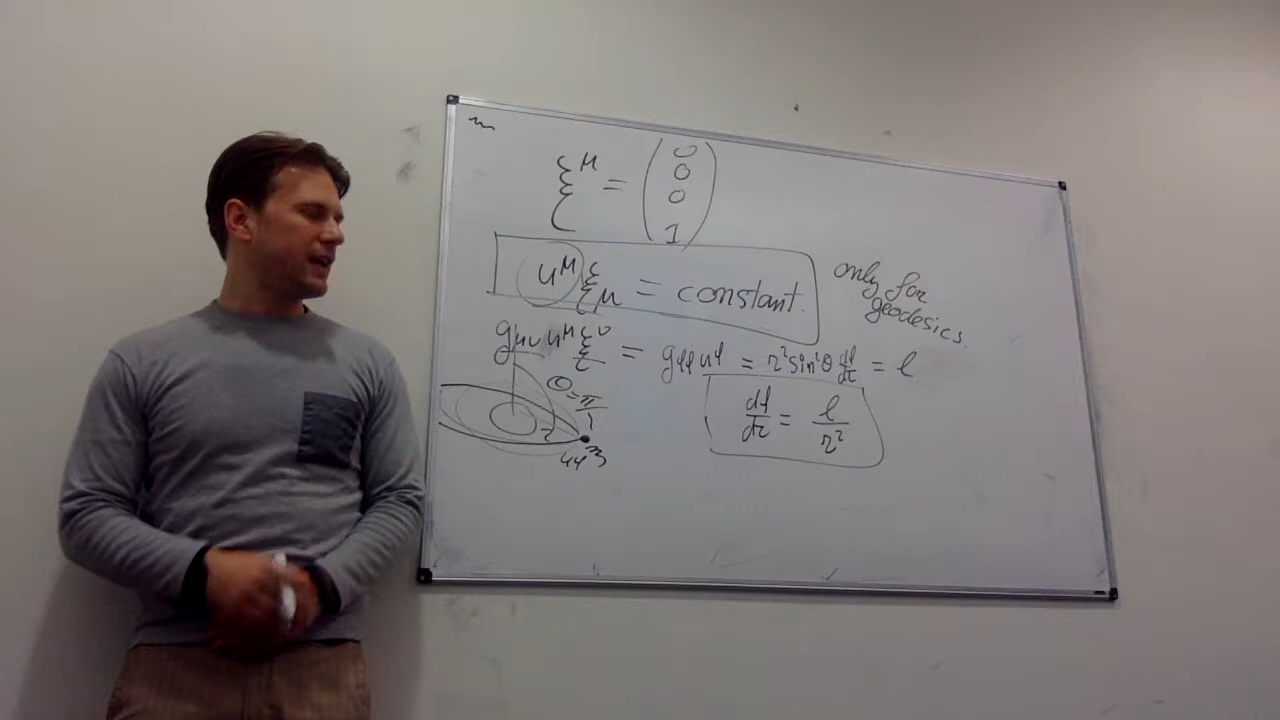 ξ^μ = (0 0 0 1)
u^μ ξ_μ = constant.
only for
geodesics.
g_μν u^μ ξ^ν = g_φφ u^φ = r² sin²θ dφ/dτ = l
θ = π/2
dφ/dτ = l/r²